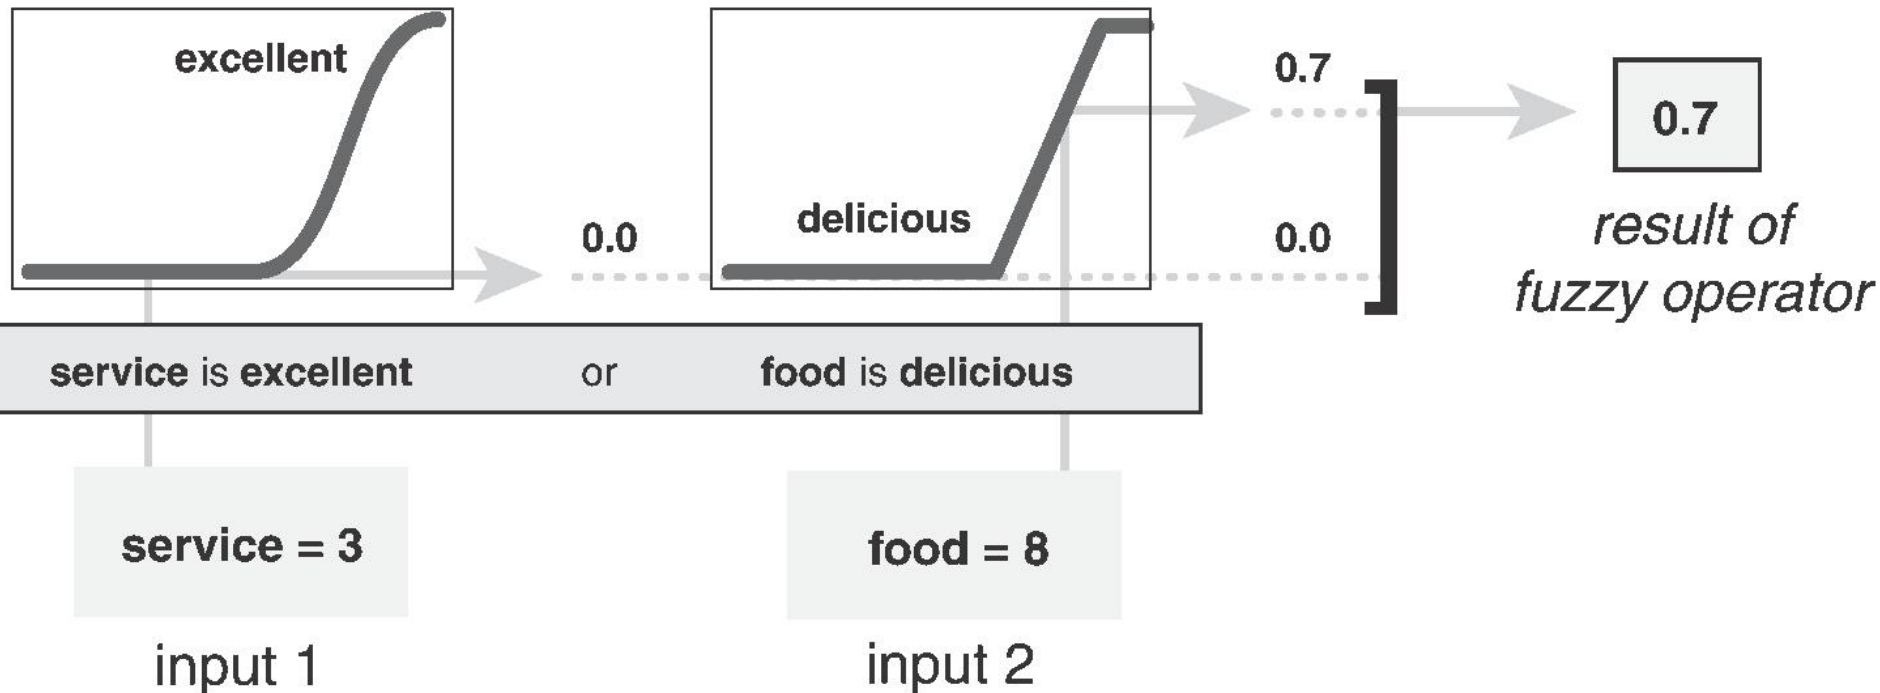 excellent
0.0
delicious
0.7
0.0
0.7
result of
fuzzy operator
service is excellent or food is delicious
service = 3
food = 8
input 1
input 2